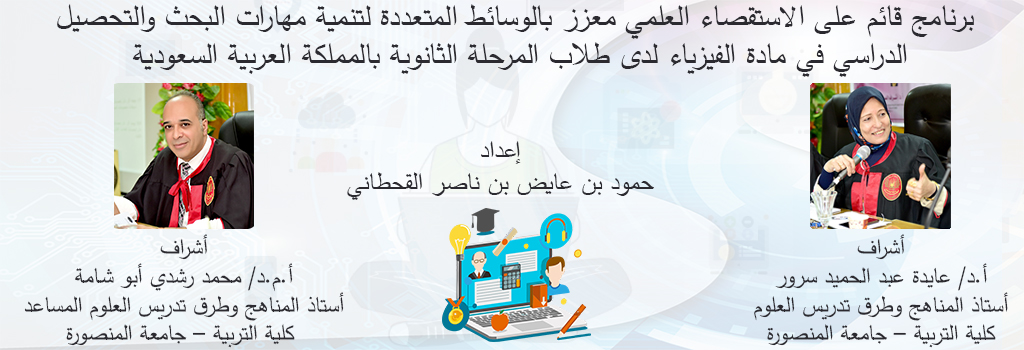 برنامج قائم على الاستقصاء العلمي معزز بالوسائط المتعددة لتنمية مهارات البحث والتحصيل
الدراسي في مادة الفيزياء لدى طلاب المرحلة الثانوية بالمملكة العربية السعودية
إعداد
حمود بن عايض بن ناصر القحطاني
أشراف
أ.د/ عايدة عبد الحميد سرور
أستاذ المناهج وطرق تدريس العلوم
كلية التربية – جامعة المنصورة
أشراف
أ.م.د/ محمد رشدي أبو شامة
أستاذ المناهج وطرق تدريس العلوم المساعد
كلية التربية – جامعة المنصورة